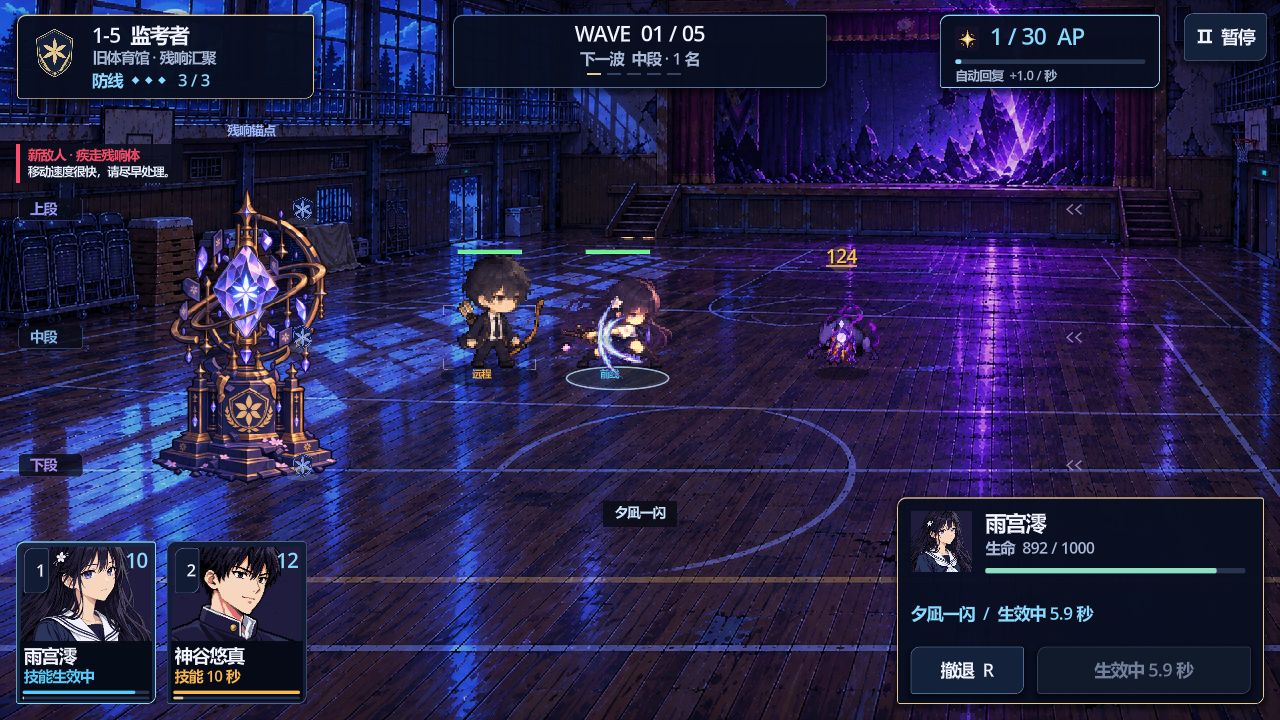 1-5 监考者
旧体育馆 · 残响汇聚
防线 3 / 3
WAVE 01 / 05
下一波 中段 · 1 名
1 / 30 AP
自动回复 +1.0 / 秒
暂停
残响锚点
新敌人 · 疾走残响体
移动速度很快，请尽早处理。
上段
中段
下段
124
远程
前线
夕凪一闪
1
10
雨宫澪
技能生效中
2
12
神谷悠真
技能 10 秒
雨宫澪
生命 892 / 1000
夕凪一闪 / 生效中 5.9 秒
撤退 R
生效中 5.9 秒